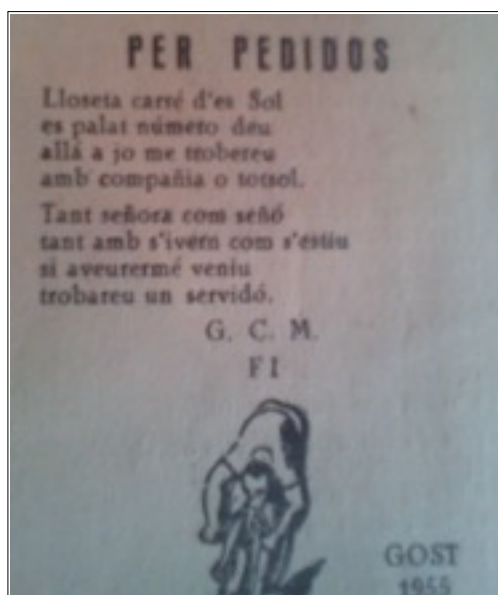 PER PEDIDOS
Lloseta carré d'es Sol
es palat número deu
allá a jo me trobereu
amb compañia o totsol.
Tant señora com señó
tant amb s'ivérn com s'estiu
si aveurermé veniu
trobareu un servidó.
G. C. M.
FI
GOST
1955